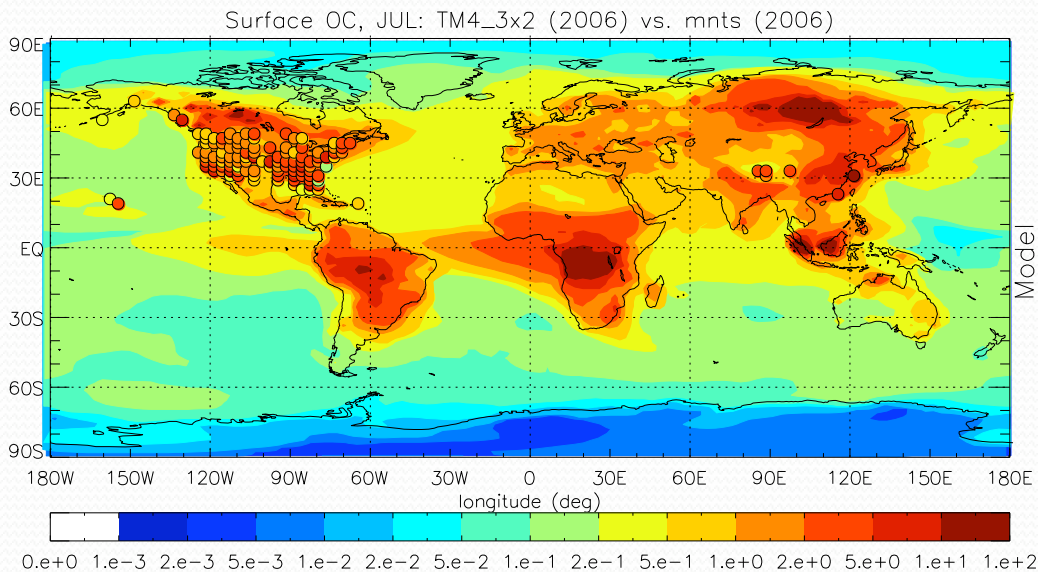 Surface OC, JUL: TM4_3x2 (2006) vs. mnts (2006)
90E
60E
30E
EQ
30S
60S
90S
180W 150W 120W 90W 60W 30W 0 30E 60E 90E 120E 150E 180E
longitude (deg)
Model
0.e+0 1.e-3 2.e-3 5.e-3 1.e-2 2.e-2 5.e-2 1.e-1 2.e-1 5.e-1 1.e+0 2.e+0 5.e+0 1.e+1 1.e+2